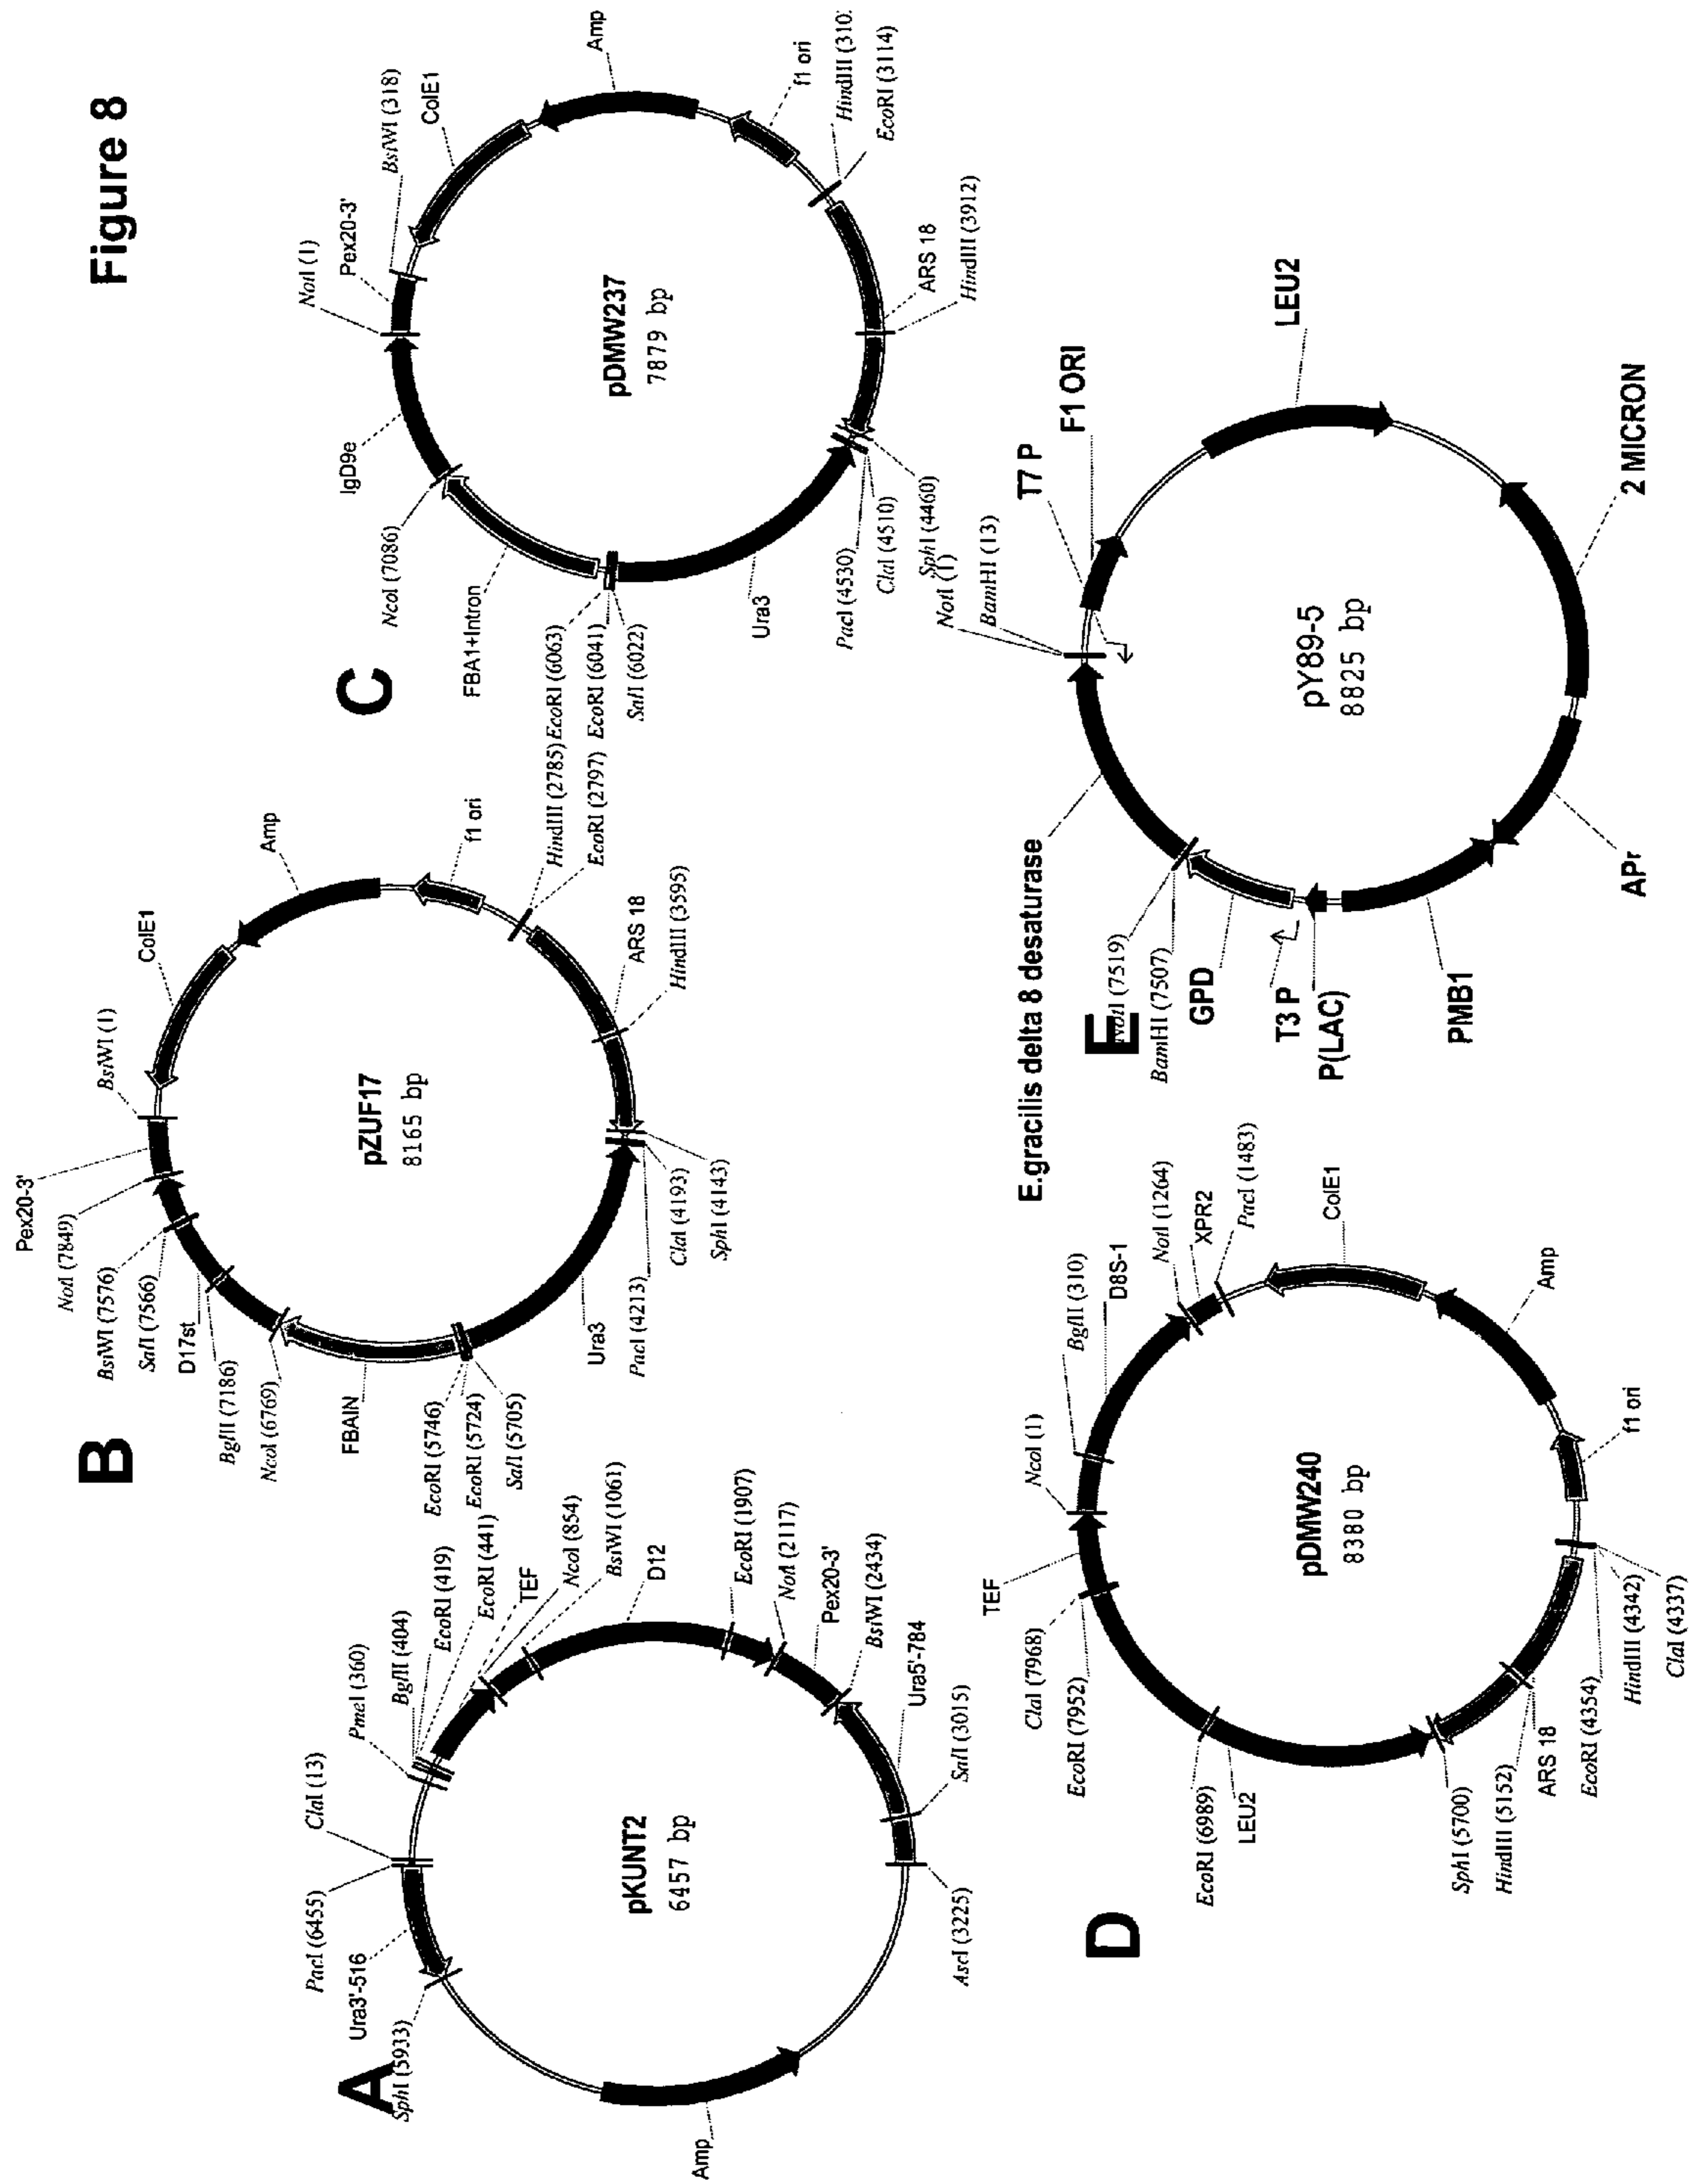 Figure 8
A
PacI (6455)
ClaI (13)
PmeI (360)
BglII (404)
EcoRI (419)
EcoRI (441)
TEF
NcoI (854)
BsiWI (1061)
D12
EcoRI (1907)
NotI (2117)
Pex20-3'
BsiWI (2434)
Ura5'-784
SalI (3015)
AscI (3225)
Amp
SphI (5933)
Ura3'-516
pKUNT2
6457 bp
B
BsiWI (1)
ColE1
Amp
f1 ori
HindIII (2785)
EcoRI (2797)
ARS 18
HindIII (3595)
SphI (4143)
ClaI (4193)
PacI (4213)
Ura3
SalI (5705)
EcoRI (5724)
EcoRI (5746)
FBAIN
NcoI (6769)
BglII (7186)
D17st
SalI (7566)
BsiWI (7576)
NotI (7849)
Pex20-3'
pZUF17
8165 bp
C
NotI (1)
Pex20-3'
BsiWI (318)
ColE1
Amp
f1 ori
HindIII (310
EcoRI (3114)
ARS 18
HindIII (3912)
SphI (4460)
ClaI (4510)
PacI (4530)
Ura3
SalI (6022)
EcoRI (6041)
EcoRI (6063)
FBA1+Intron
NcoI (7086)
IgD9e
pDMW237
7879 bp
D
NcoI (1)
BglII (310)
D8S-1
NotI (1264)
XPR2
PacI (1483)
ColE1
Amp
f1 ori
ClaI (4337)
HindIII (4342)
EcoRI (4354)
ARS 18
HindIII (5152)
SphI (5700)
LEU2
EcoRI (6989)
EcoRI (7952)
ClaI (7968)
TEF
pDMW240
8380 bp
E
NotI (1)
BamHI (13)
T7 P
F1 ORI
LEU2
2 MICRON
APr
PMB1
P(LAC)
T3 P
GPD
BamHI (7507)
NotI (7519)
E.gracilis delta 8 desaturase
pY89-5
8825 bp